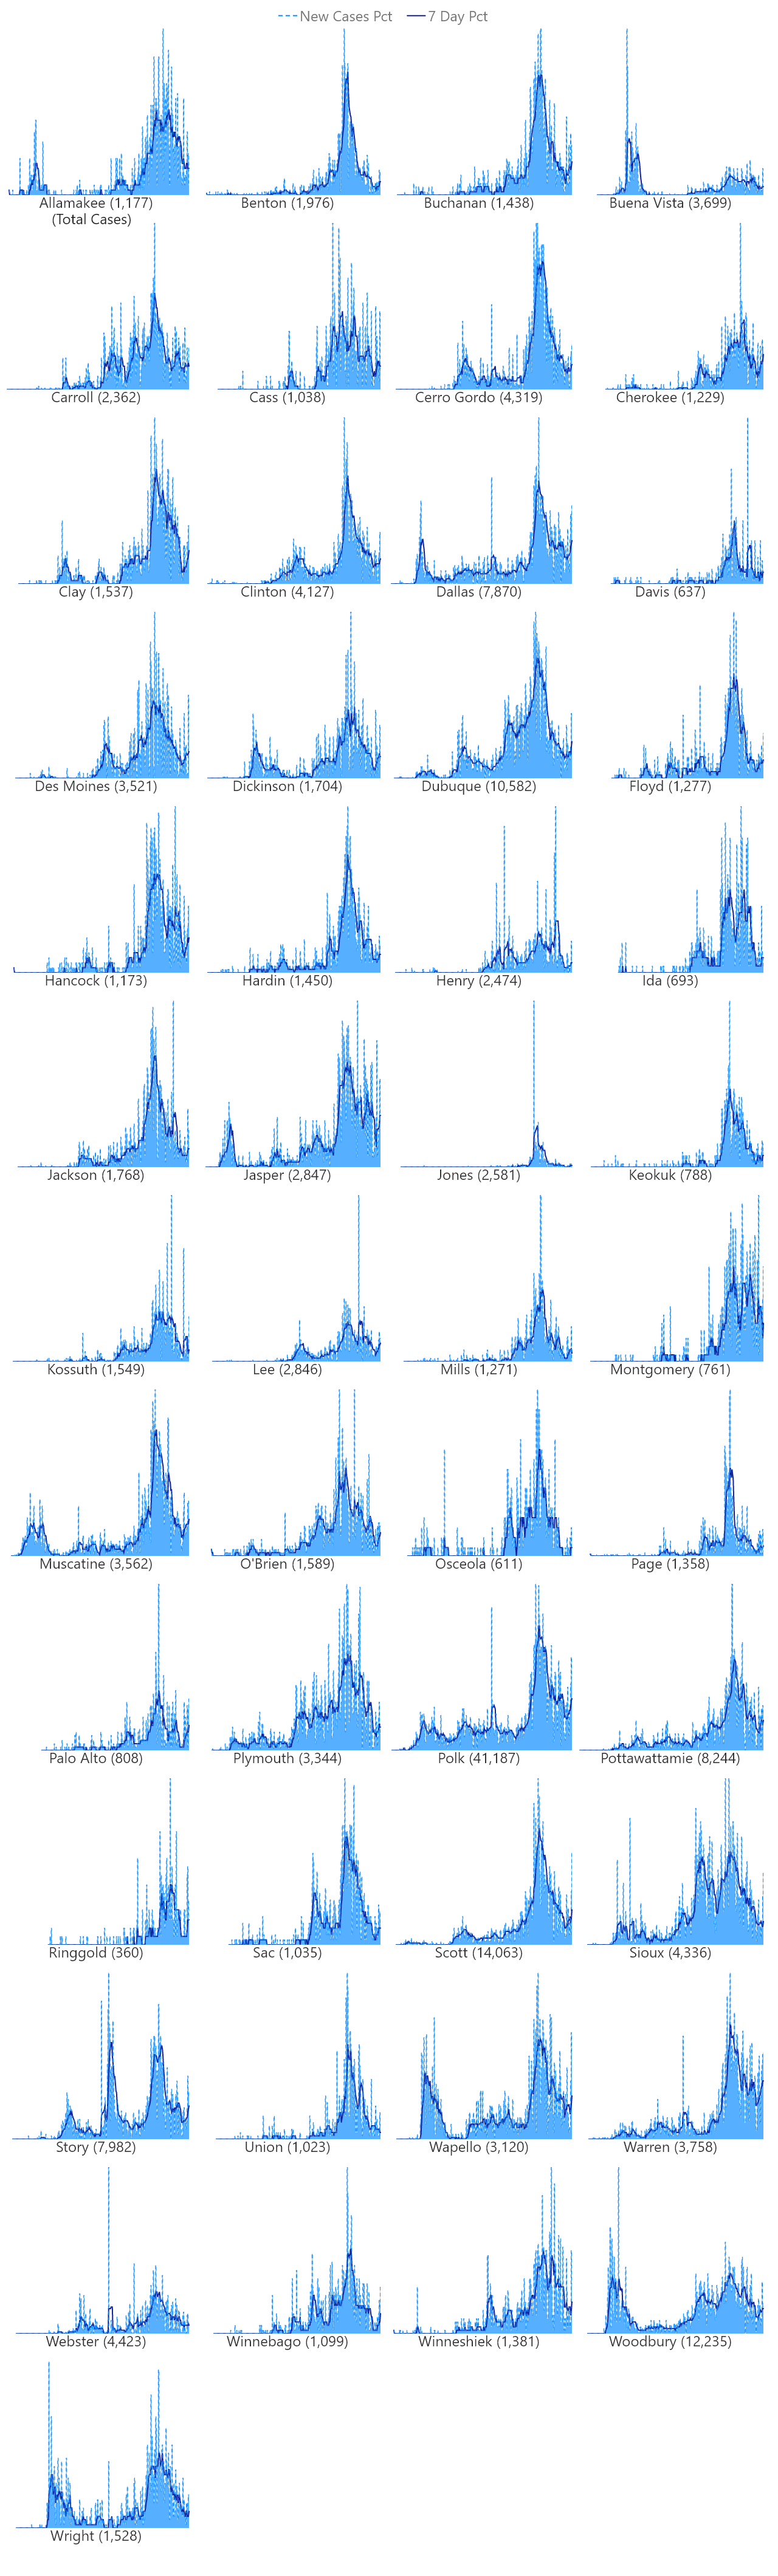 New Cases Pct 7 Day Pct
Allamakee (1,177) Benton (1,976) Buchanan (1,438) Buena Vista (3,699)
(Total Cases)
Carroll (2,362) Cass (1,038) Cerro Gordo (4,319) Cherokee (1,229)
Clay (1,537) Clinton (4,127) Dallas (7,870) Davis (637)
Des Moines (3,521) Dickinson (1,704) Dubuque (10,582) Floyd (1,277)
Hancock (1,173) Hardin (1,450) Henry (2,474) Ida (693)
Jackson (1,768) Jasper (2,847) Jones (2,581) Keokuk (788)
Kossuth (1,549) Lee (2,846) Mills (1,271) Montgomery (761)
Muscatine (3,562) O'Brien (1,589) Osceola (611) Page (1,358)
Palo Alto (808) Plymouth (3,344) Polk (41,187) Pottawattamie (8,244)
Ringgold (360) Sac (1,035) Scott (14,063) Sioux (4,336)
Story (7,982) Union (1,023) Wapello (3,120) Warren (3,758)
Webster (4,423) Winnebago (1,099) Winneshiek (1,381) Woodbury (12,235)
Wright (1,528)